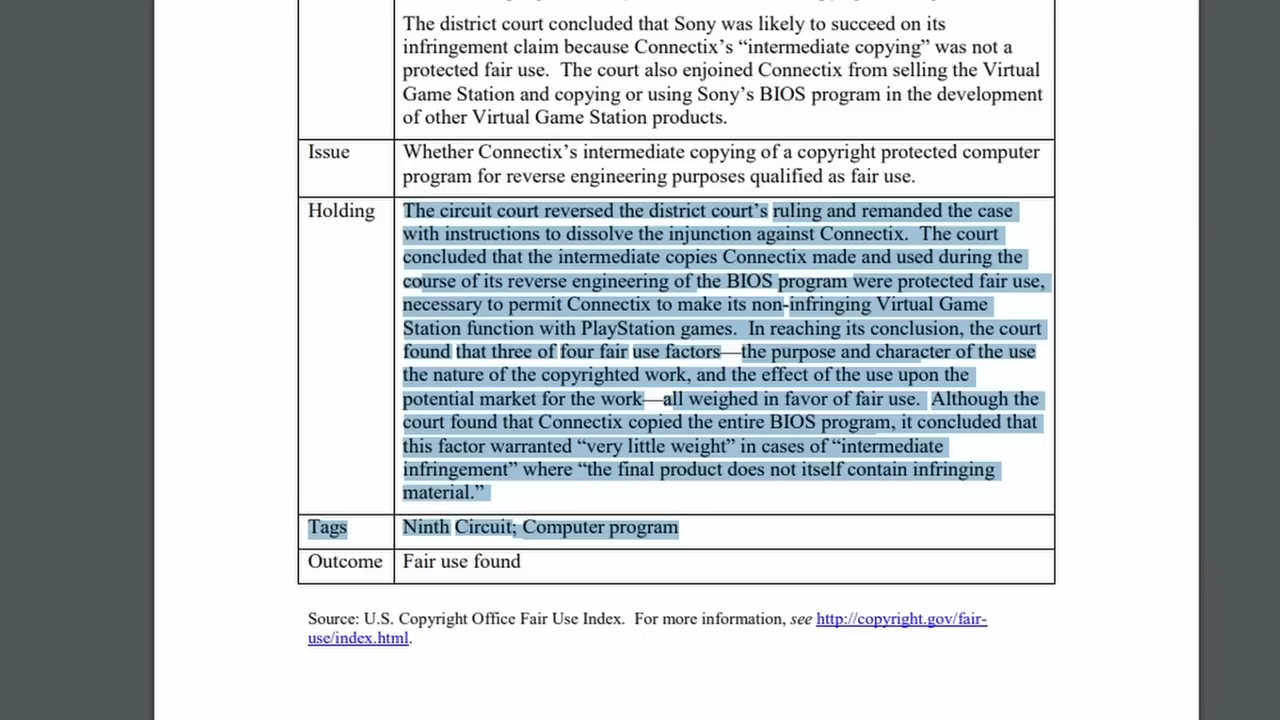 The district court concluded that Sony was likely to succeed on its
infringement claim because Connectix’s “intermediate copying” was not a
protected fair use.  The court also enjoined Connectix from selling the Virtual
Game Station and copying or using Sony’s BIOS program in the development
of other Virtual Game Station products.
Issue
Whether Connectix’s intermediate copying of a copyright protected computer
program for reverse engineering purposes qualified as fair use.
Holding
The circuit court reversed the district court’s ruling and remanded the case
with instructions to dissolve the injunction against Connectix.  The court
concluded that the intermediate copies Connectix made and used during the
course of its reverse engineering of the BIOS program were protected fair use,
necessary to permit Connectix to make its non-infringing Virtual Game
Station function with PlayStation games.  In reaching its conclusion, the court
found that three of four fair use factors—the purpose and character of the use
the nature of the copyrighted work, and the effect of the use upon the
potential market for the work—all weighed in favor of fair use.  Although the
court found that Connectix copied the entire BIOS program, it concluded that
this factor warranted “very little weight” in cases of “intermediate
infringement” where “the final product does not itself contain infringing
material.”
Tags
Ninth Circuit; Computer program
Outcome
Fair use found
Source: U.S. Copyright Office Fair Use Index.  For more information, see http://copyright.gov/fair-
use/index.html.